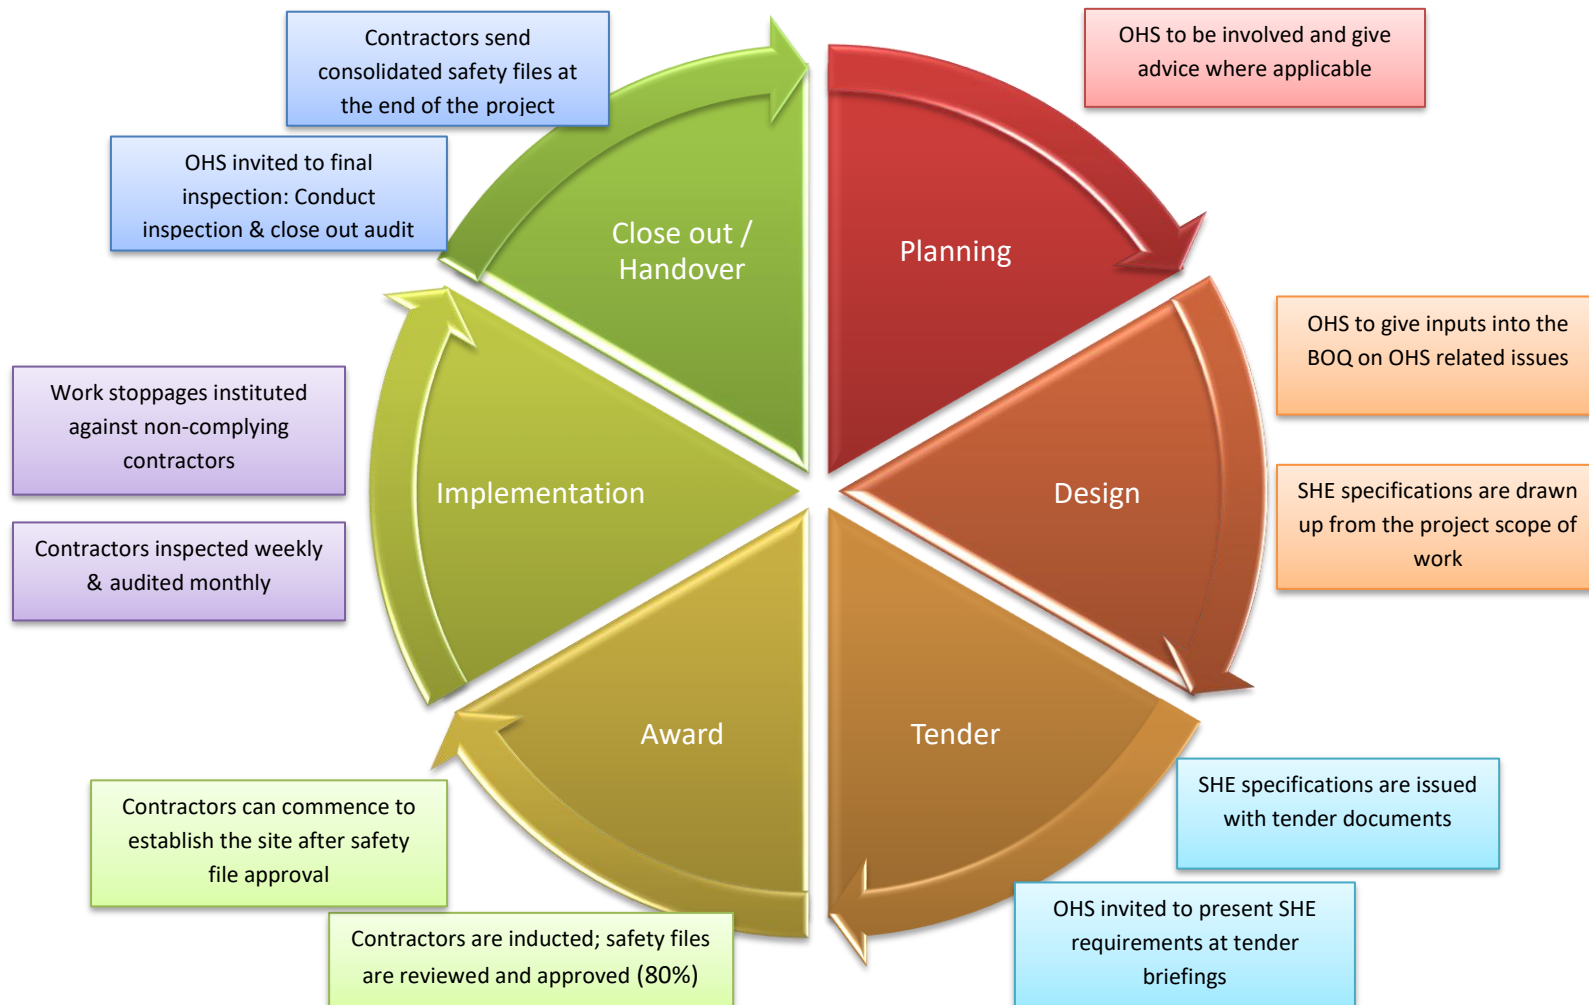 Contractors send
consolidated safety files at
the end of the project
OHS to be involved and give
advice where applicable
OHS invited to final
inspection: Conduct
inspection & close out audit
Close out /
Handover
Planning
OHS to give inputs into the
BOQ on OHS related issues
Work stoppages instituted
against non-complying
contractors
Implementation
Design
SHE specifications are drawn
up from the project scope of
work
Contractors inspected weekly
& audited monthly
Award
Tender
SHE specifications are issued
with tender documents
Contractors can commence to
establish the site after safety
file approval
OHS invited to present SHE
requirements at tender
briefings
Contractors are inducted; safety files
are reviewed and approved (80%)